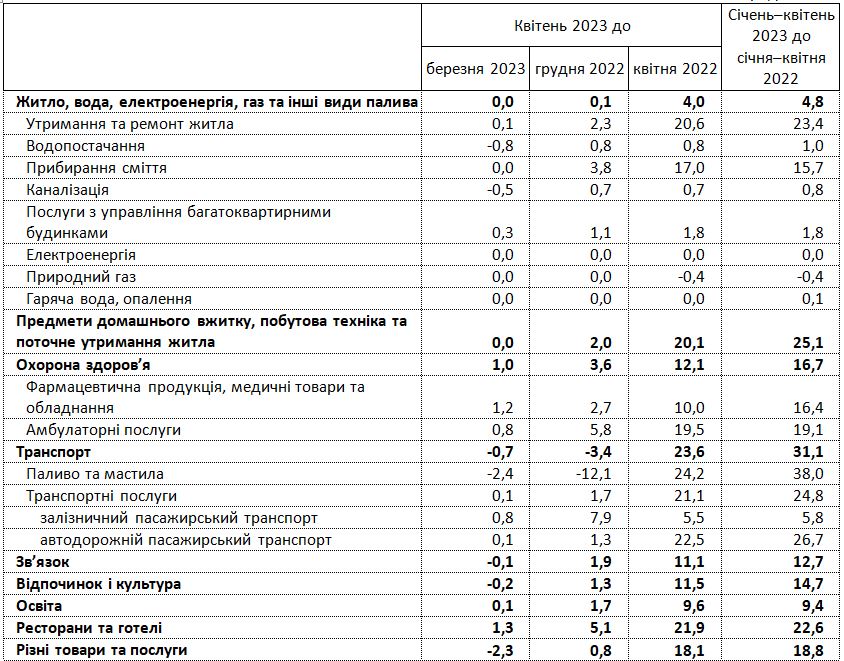 Квітень 2023 до
Січень–квітень
2023 до
січня–квітня
2022
березня 2023 грудня 2022 квітня 2022
Житло, вода, електроенергія, газ та інші види палива 0,0 0,1 4,0 4,8
Утримання та ремонт житла 0,1 2,3 20,6 23,4
Водопостачання -0,8 0,8 0,8 1,0
Прибирання сміття 0,0 3,8 17,0 15,7
Каналізація -0,5 0,7 0,7 0,8
Послуги з управління багатоквартирними
будинками 0,3 1,1 1,8 1,8
Електроенергія 0,0 0,0 0,0 0,0
Природний газ 0,0 0,0 -0,4 -0,4
Гаряча вода, опалення 0,0 0,0 0,0 0,1
Предмети домашнього вжитку, побутова техніка та
поточне утримання житла 0,0 2,0 20,1 25,1
Охорона здоров’я 1,0 3,6 12,1 16,7
Фармацевтична продукція, медичні товари та
обладнання 1,2 2,7 10,0 16,4
Амбулаторні послуги 0,8 5,8 19,5 19,1
Транспорт -0,7 -3,4 23,6 31,1
Паливо та мастила -2,4 -12,1 24,2 38,0
Транспортні послуги 0,1 1,7 21,1 24,8
залізничний пасажирський транспорт 0,8 7,9 5,5 5,8
автодорожній пасажирський транспорт 0,1 1,3 22,5 26,7
Зв’язок -0,1 1,9 11,1 12,7
Відпочинок і культура -0,2 1,3 11,5 14,7
Освіта 0,1 1,7 9,6 9,4
Ресторани та готелі 1,3 5,1 21,9 22,6
Різні товари та послуги -2,3 0,8 18,1 18,8